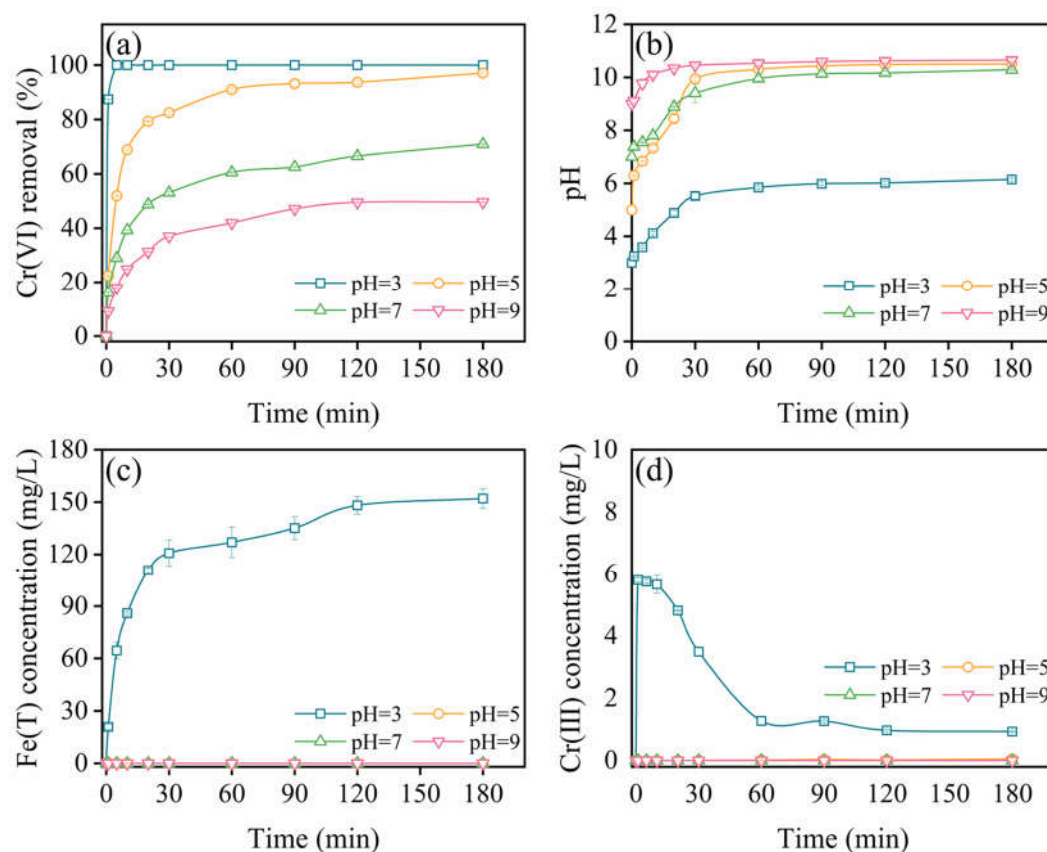 (a)
Cr(VI) removal (%)
100
80
60
40
20
0
pH=3
pH=5
pH=7
pH=9
0 30 60 90 120 150 180
Time (min)
(b)
pH
12
10
8
6
4
2
0
pH=3
pH=5
pH=7
pH=9
0 30 60 90 120 150 180
Time (min)
(c)
Fe(T) concentration (mg/L)
180
150
120
90
60
30
0
pH=3
pH=5
pH=7
pH=9
0 30 60 90 120 150 180
Time (min)
(d)
Cr(III) concentration (mg/L)
10
8
6
4
2
0
pH=3
pH=5
pH=7
pH=9
0 30 60 90 120 150 180
Time (min)